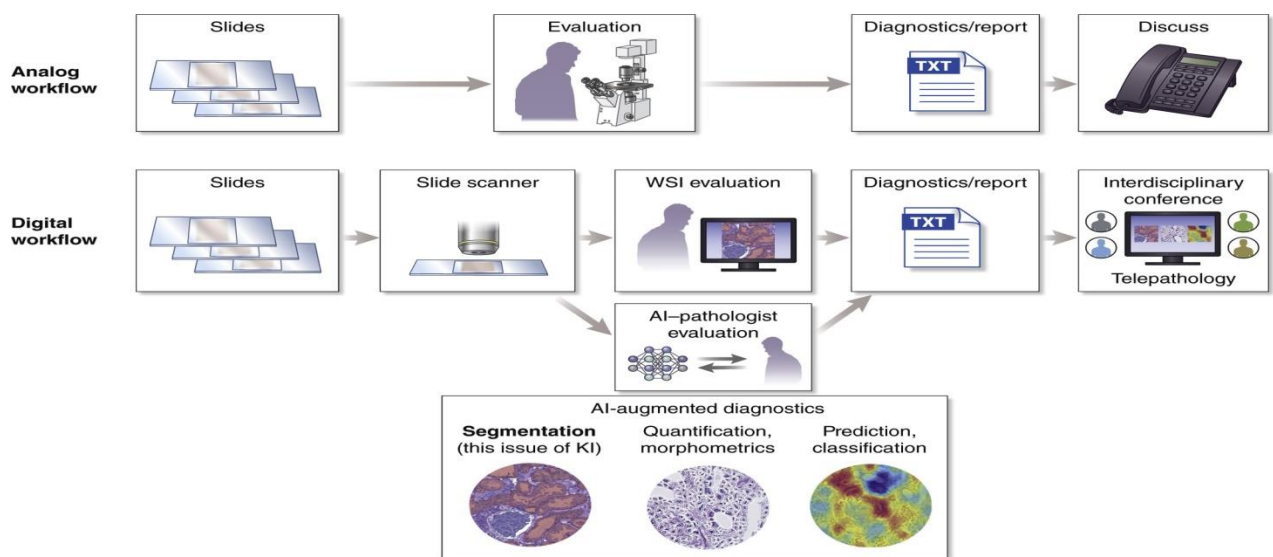 Slides
Evaluation
Diagnostics/report
Discuss
Analog
workflow
TXT
Slides
Slide scanner
WSI evaluation
Diagnostics/report
Interdisciplinary
conference
Digital
workflow
TXT
Telepathology
AI–pathologist
evaluation
AI-augmented diagnostics
Segmentation
(this issue of KI)
Quantification,
morphometrics
Prediction,
classification